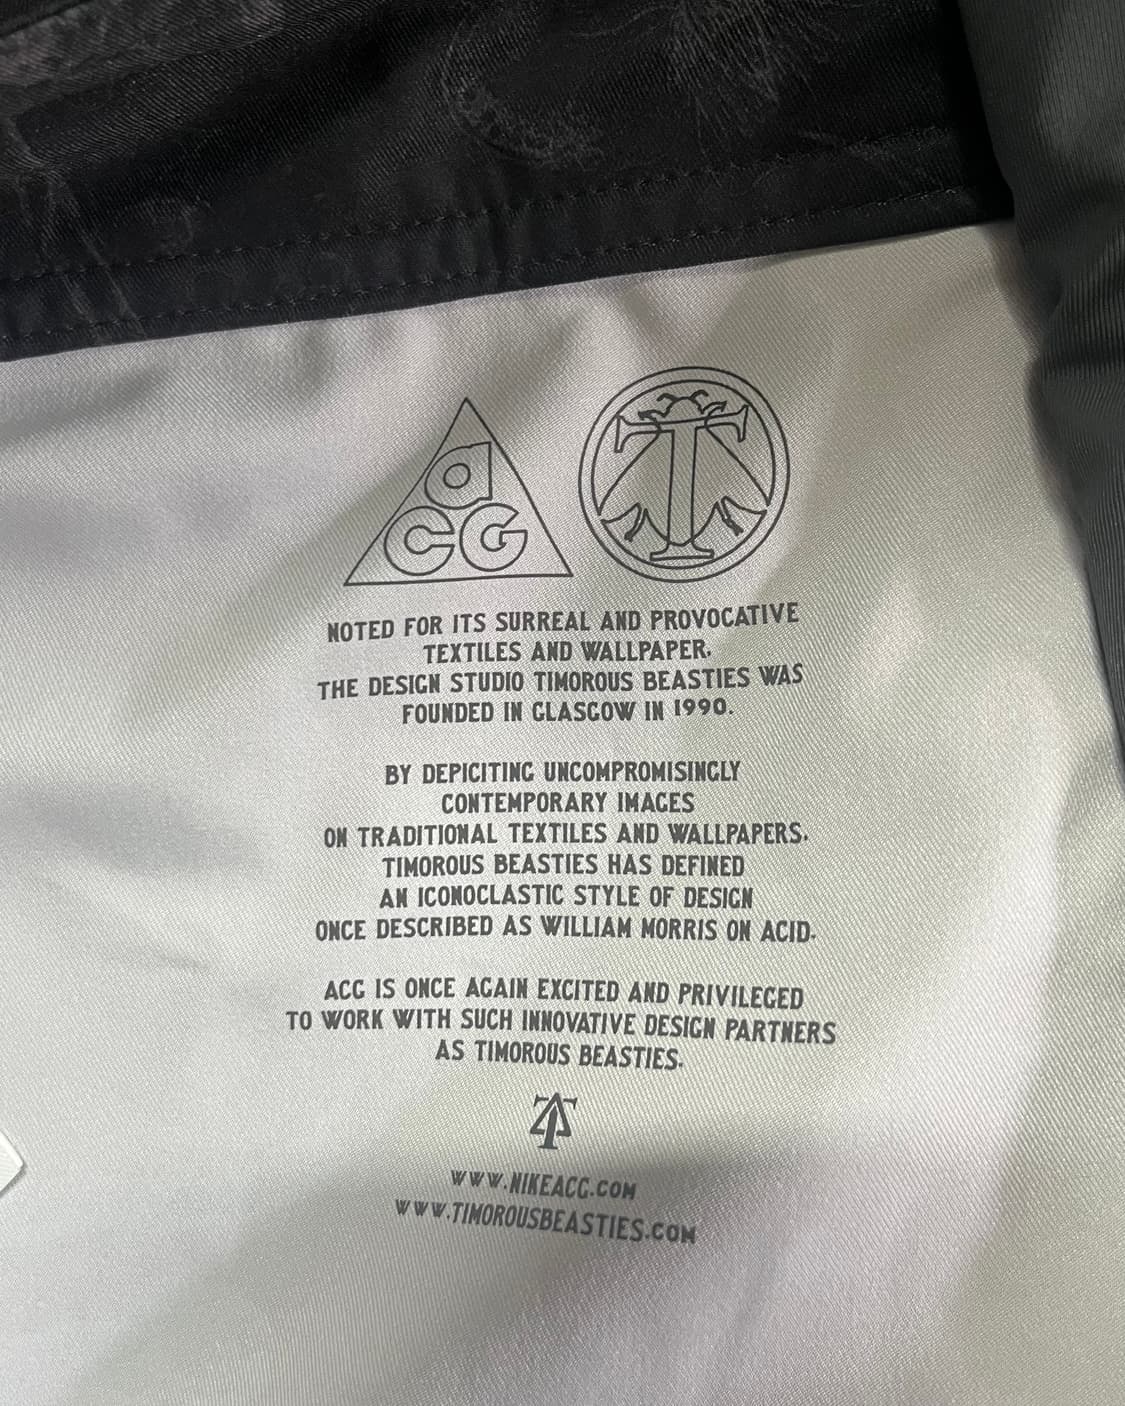 aCG
T
NOTED FOR ITS SURREAL AND PROVOCATIVE
TEXTILES AND WALLPAPER.
THE DESIGN STUDIO TIMOROUS BEASTIES WAS
FOUNDED IN GLASGOW IN 1990.
BY DEPICITING UNCOMPROMISINGLY
CONTEMPORARY IMAGES
ON TRADITIONAL TEXTILES AND WALLPAPERS.
TIMOROUS BEASTIES HAS DEFINED
AN ICONOCLASTIC STYLE OF DESIGN
ONCE DESCRIBED AS WILLIAM MORRIS ON ACID.
ACG IS ONCE AGAIN EXCITED AND PRIVILEGED
TO WORK WITH SUCH INNOVATIVE DESIGN PARTNERS
AS TIMOROUS BEASTIES.
WWW.NIKEACG.COM
WWW.TIMOROUSBEASTIES.COM